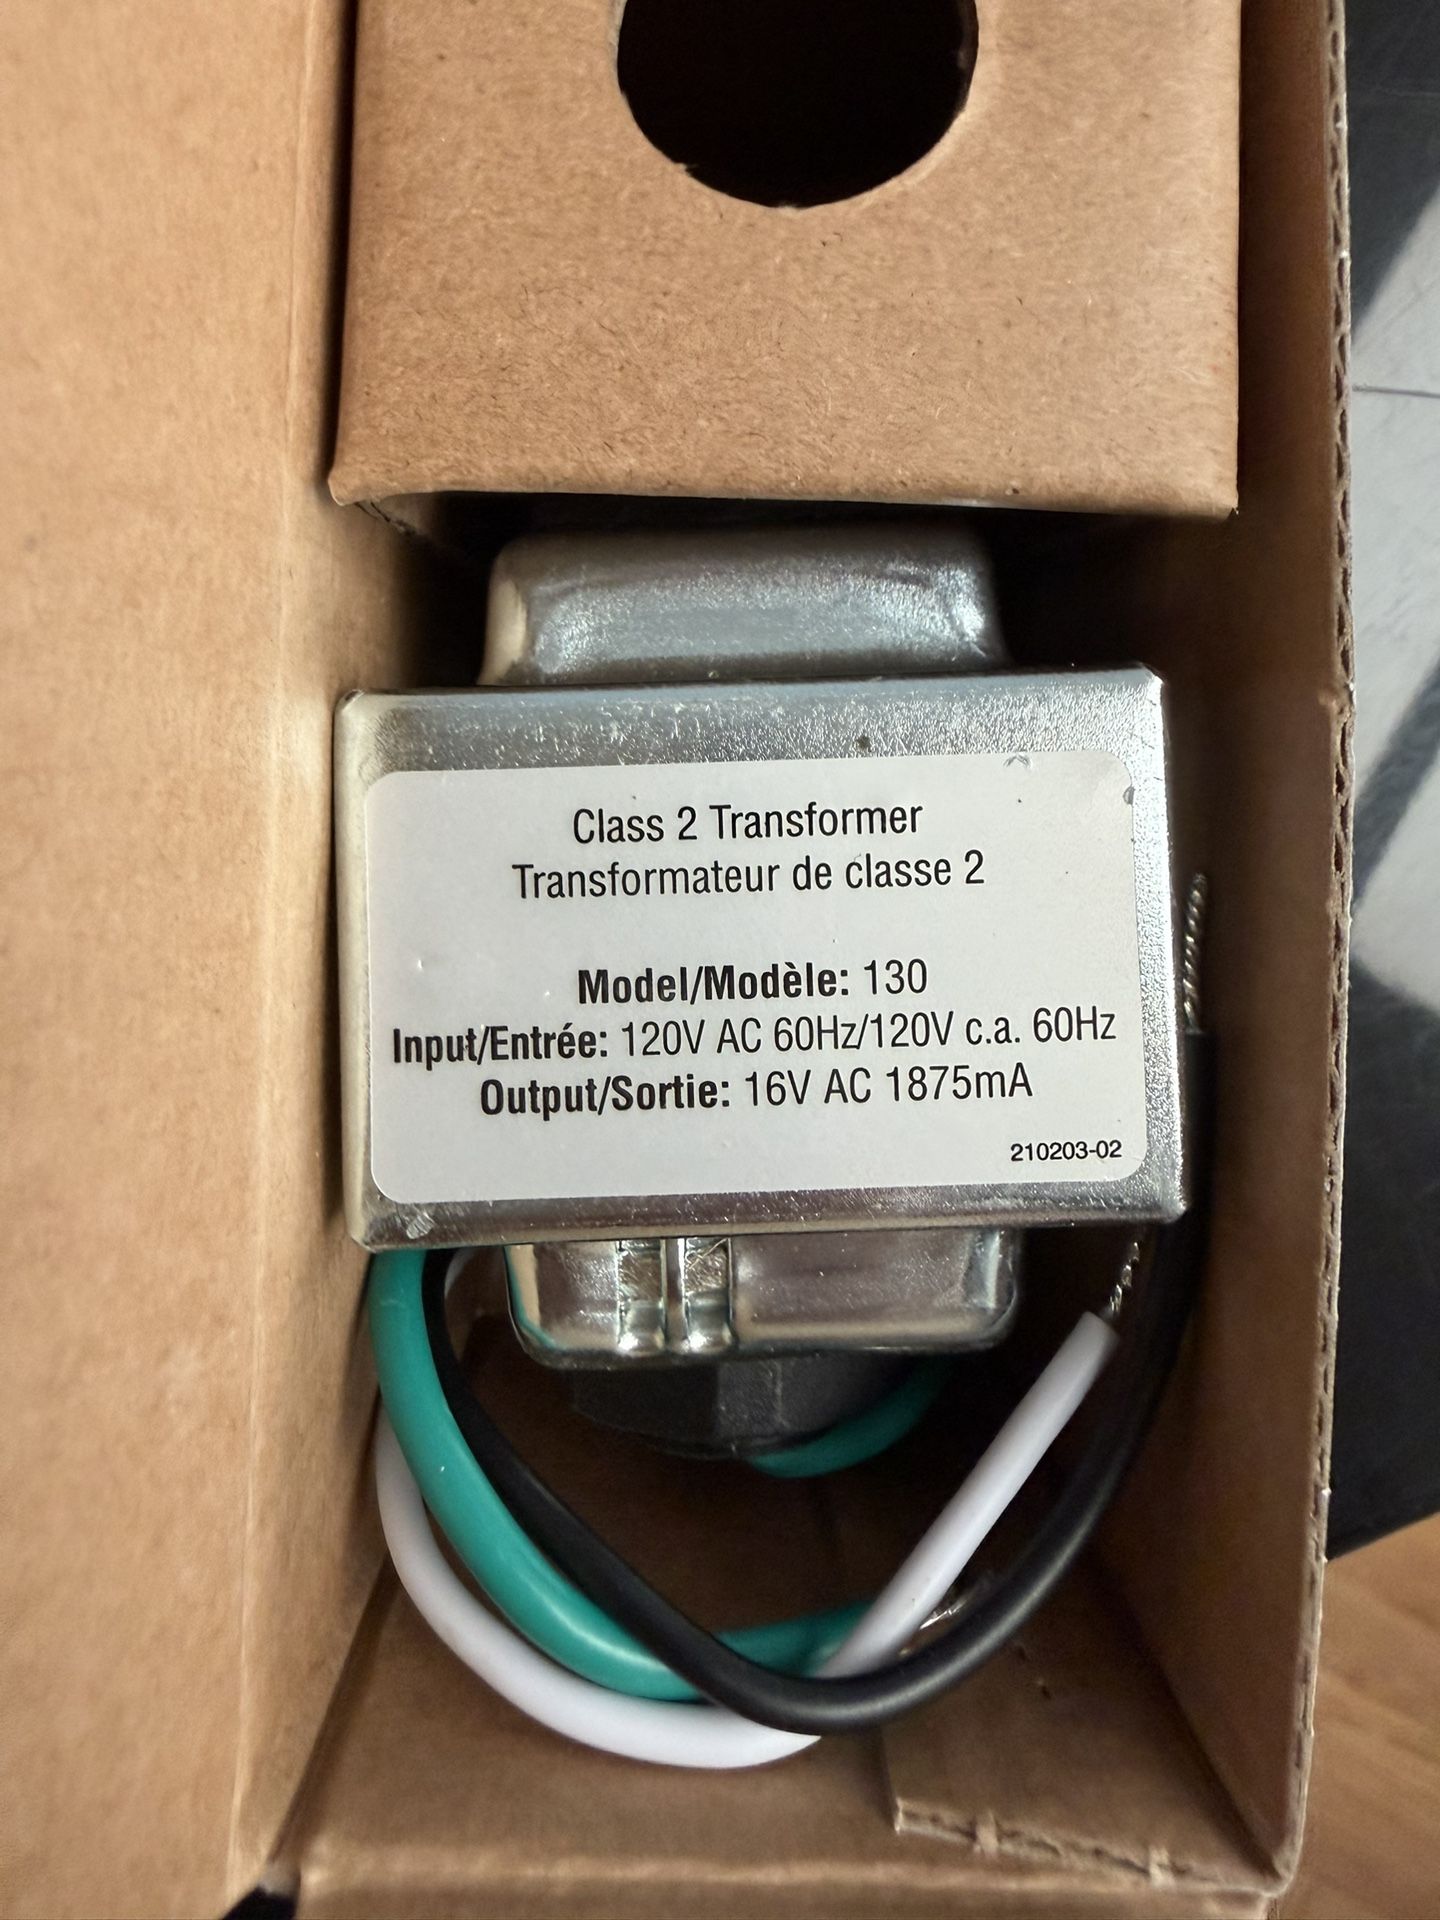 Class 2 Transformer
Transformateur de classe 2
Model/Modèle: 130
Input/Entrée: 120V AC 60Hz/120V c.a. 60Hz
Output/Sortie: 16V AC 1875mA
210203-02